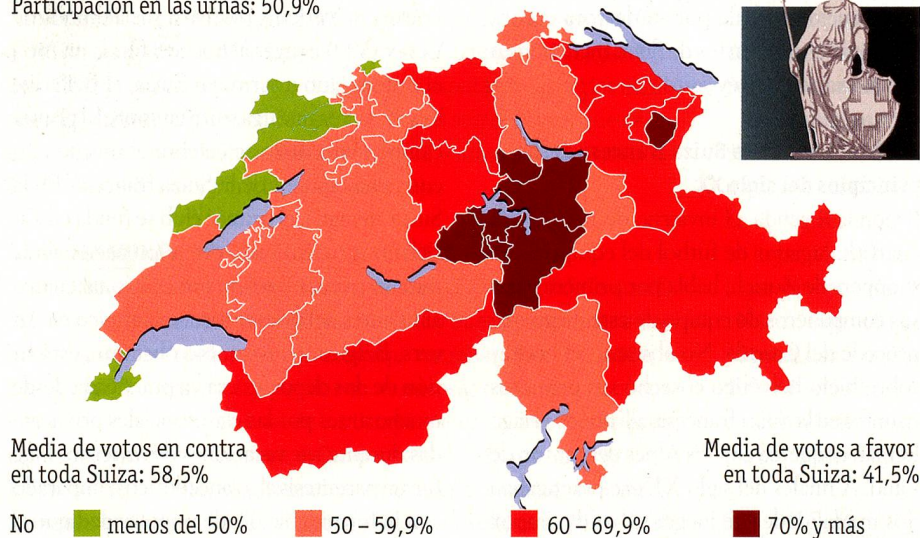 Participación en las urnas: 50,9%
Media de votos en contra
en toda Suiza: 58,5%
Media de votos a favor
en toda Suiza: 41,5%
No
menos del 50%
50 – 59,9%
60 – 69,9%
70% y más